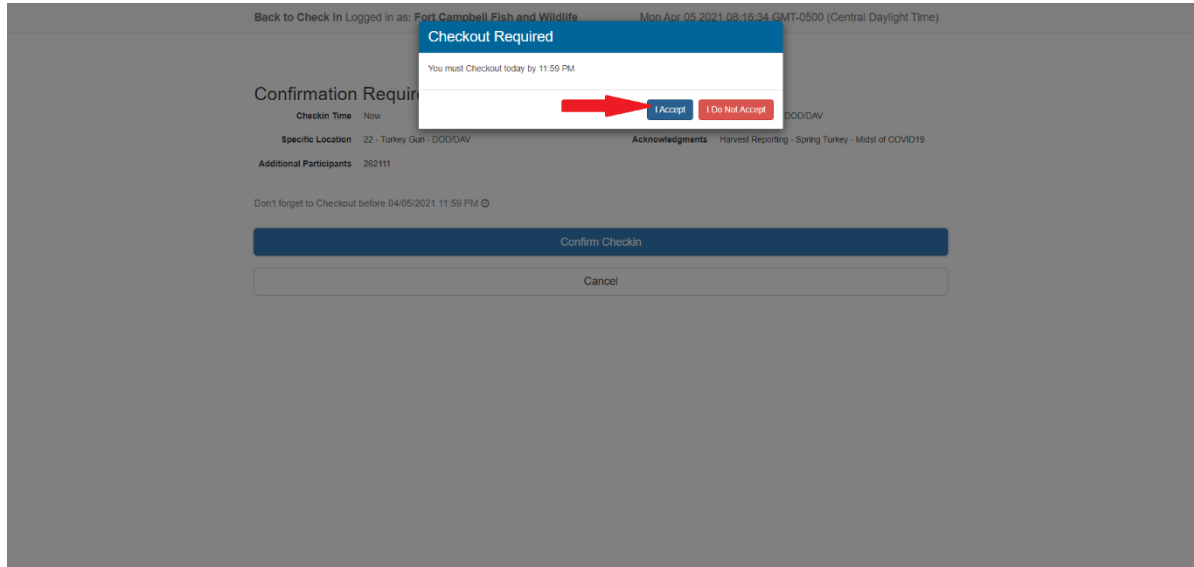 Back to Check In Logged in as: Fort Campbell Fish and Wildlife Mon Apr 05 2021 08:16:34 GMT-0500 (Central Daylight Time)
Checkout Required
You must Checkout today by 11:59 PM
I Accept I Do Not Accept
Confirmation Requir
Checkin Time Now DOD/DAV
Specific Location 22 - Turkey Gun - DOD/DAV Acknowledgments Harvest Reporting - Spring Turkey - Midst of COVID19
Additional Participants 262111
Don't forget to Checkout before 04/05/2021 11:59 PM
Confirm Checkin
Cancel